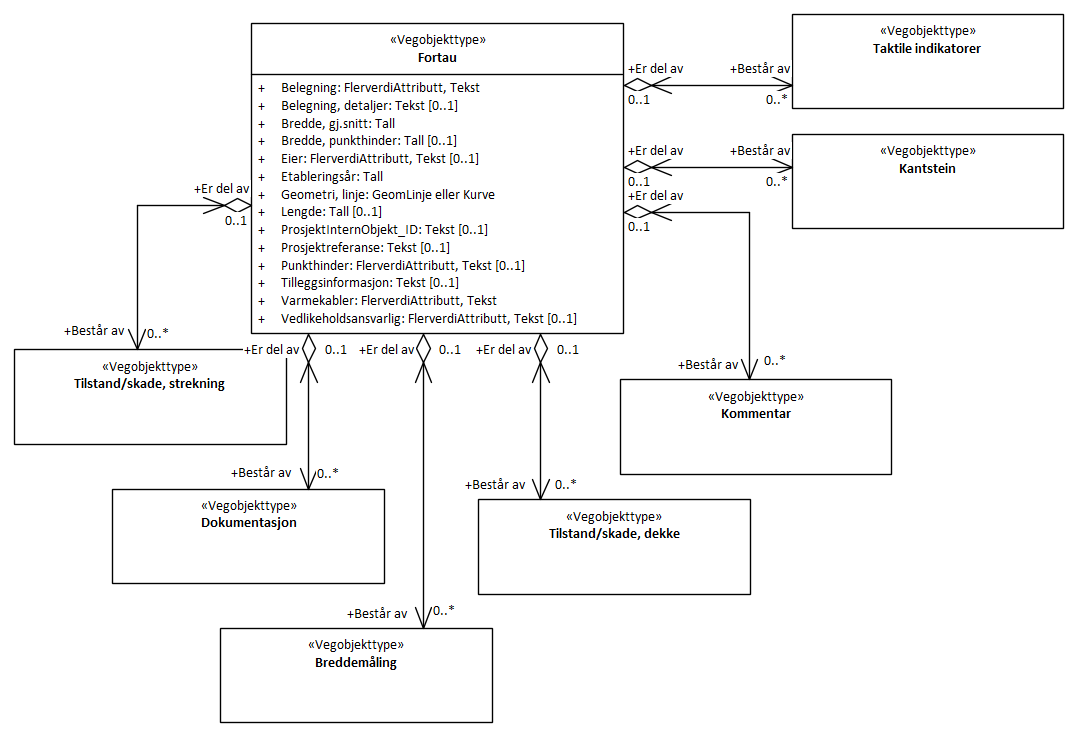 «Vegobjekttype»
Fortau
+ Belegning: FlerverdiAttributt, Tekst
+ Belegning, detaljer: Tekst [0..1]
+ Bredde, gj.snitt: Tall
+ Bredde, punkthinder: Tall [0..1]
+ Eier: FlerverdiAttributt, Tekst [0..1]
+ Etableringsår: Tall
+ Geometri, linje: GeomLinje eller Kurve
+ Lengde: Tall [0..1]
+ ProsjektInternObjekt_ID: Tekst [0..1]
+ Prosjektreferanse: Tekst [0..1]
+ Punkthinder: FlerverdiAttributt, Tekst [0..1]
+ Tilleggsinformasjon: Tekst [0..1]
+ Varmekabler: FlerverdiAttributt, Tekst
+ Vedlikeholdsansvarlig: FlerverdiAttributt, Tekst [0..1]
+Er del av
0..1
+Består av
0..*
«Vegobjekttype»
Taktile indikatorer
+Er del av
0..1
+Består av
0..*
«Vegobjekttype»
Kantstein
+Er del av
0..1
+Består av
0..*
«Vegobjekttype»
Kommentar
+Er del av
0..1
+Består av
0..*
«Vegobjekttype»
Tilstand/skade, strekning
+Er del av
0..1
+Består av
0..*
«Vegobjekttype»
Dokumentasjon
+Er del av
0..1
+Består av
0..*
«Vegobjekttype»
Breddemåling
+Er del av
0..1
+Består av
0..*
«Vegobjekttype»
Tilstand/skade, dekke